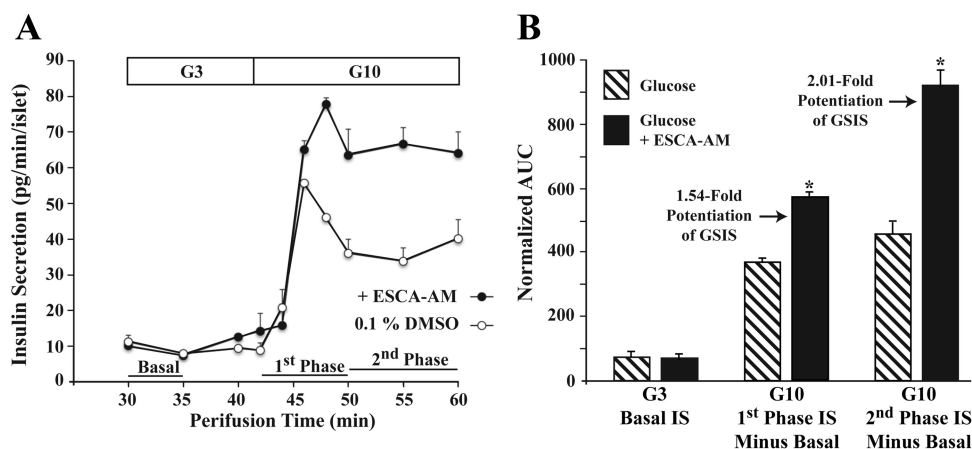 A
G3 G10
Insulin Secretion (pg/min/islet)
90
80
70
60
50
40
30
20
10
0
+ ESCA-AM
0.1 % DMSO
Basal 1st Phase 2nd Phase
30 35 40 45 50 55 60
Perifusion Time (min)
B
Normalized AUC
1000
800
600
400
200
0
Glucose
Glucose
+ ESCA-AM
1.54-Fold
Potentiation
of GSIS
*
2.01-Fold
Potentiation
of GSIS
*
G3
Basal IS
G10
1st Phase IS
Minus Basal
G10
2nd Phase IS
Minus Basal